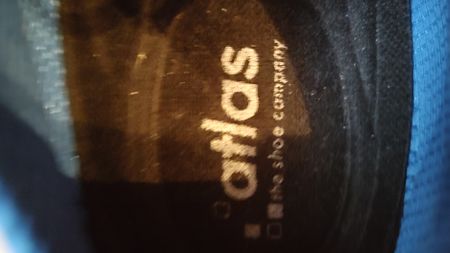 atlas
the shoe company